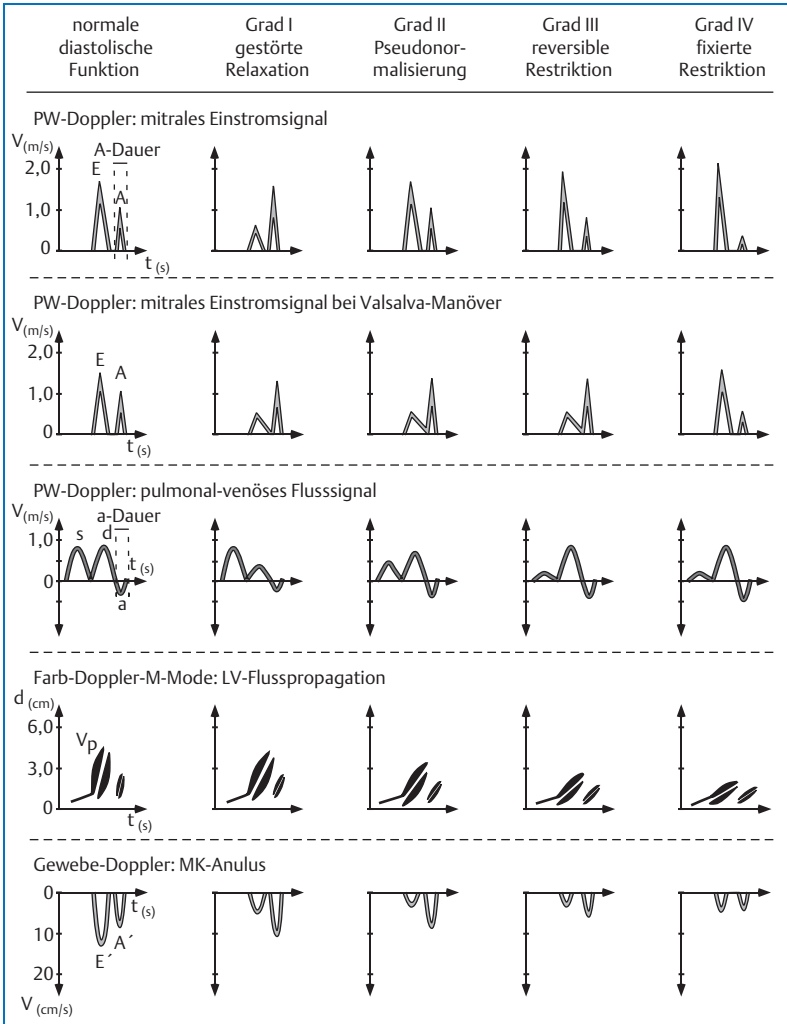 normale
diastolische
Funktion
Grad I
gestörte
Relaxation
Grad II
Pseudonor-
malisierung
Grad III
reversible
Restriktion
Grad IV
fixierte
Restriktion
PW-Doppler: mitrales Einstromsignal
V(m/s)
A-Dauer
E
2,0
A
1,0
0
t (s)
PW-Doppler: mitrales Einstromsignal bei Valsalva-Manöver
V(m/s)
2,0
E
A
1,0
0
t (s)
PW-Doppler: pulmonal-venöses Flusssignal
V(m/s)
a-Dauer
1,0
s
d
t (s)
0
a
Farb-Doppler-M-Mode: LV-Flusspropagation
d (cm)
6,0
Vp
3,0
0
t (s)
Gewebe-Doppler: MK-Anulus
0
t (s)
10
A´
E´
20
V (cm/s)